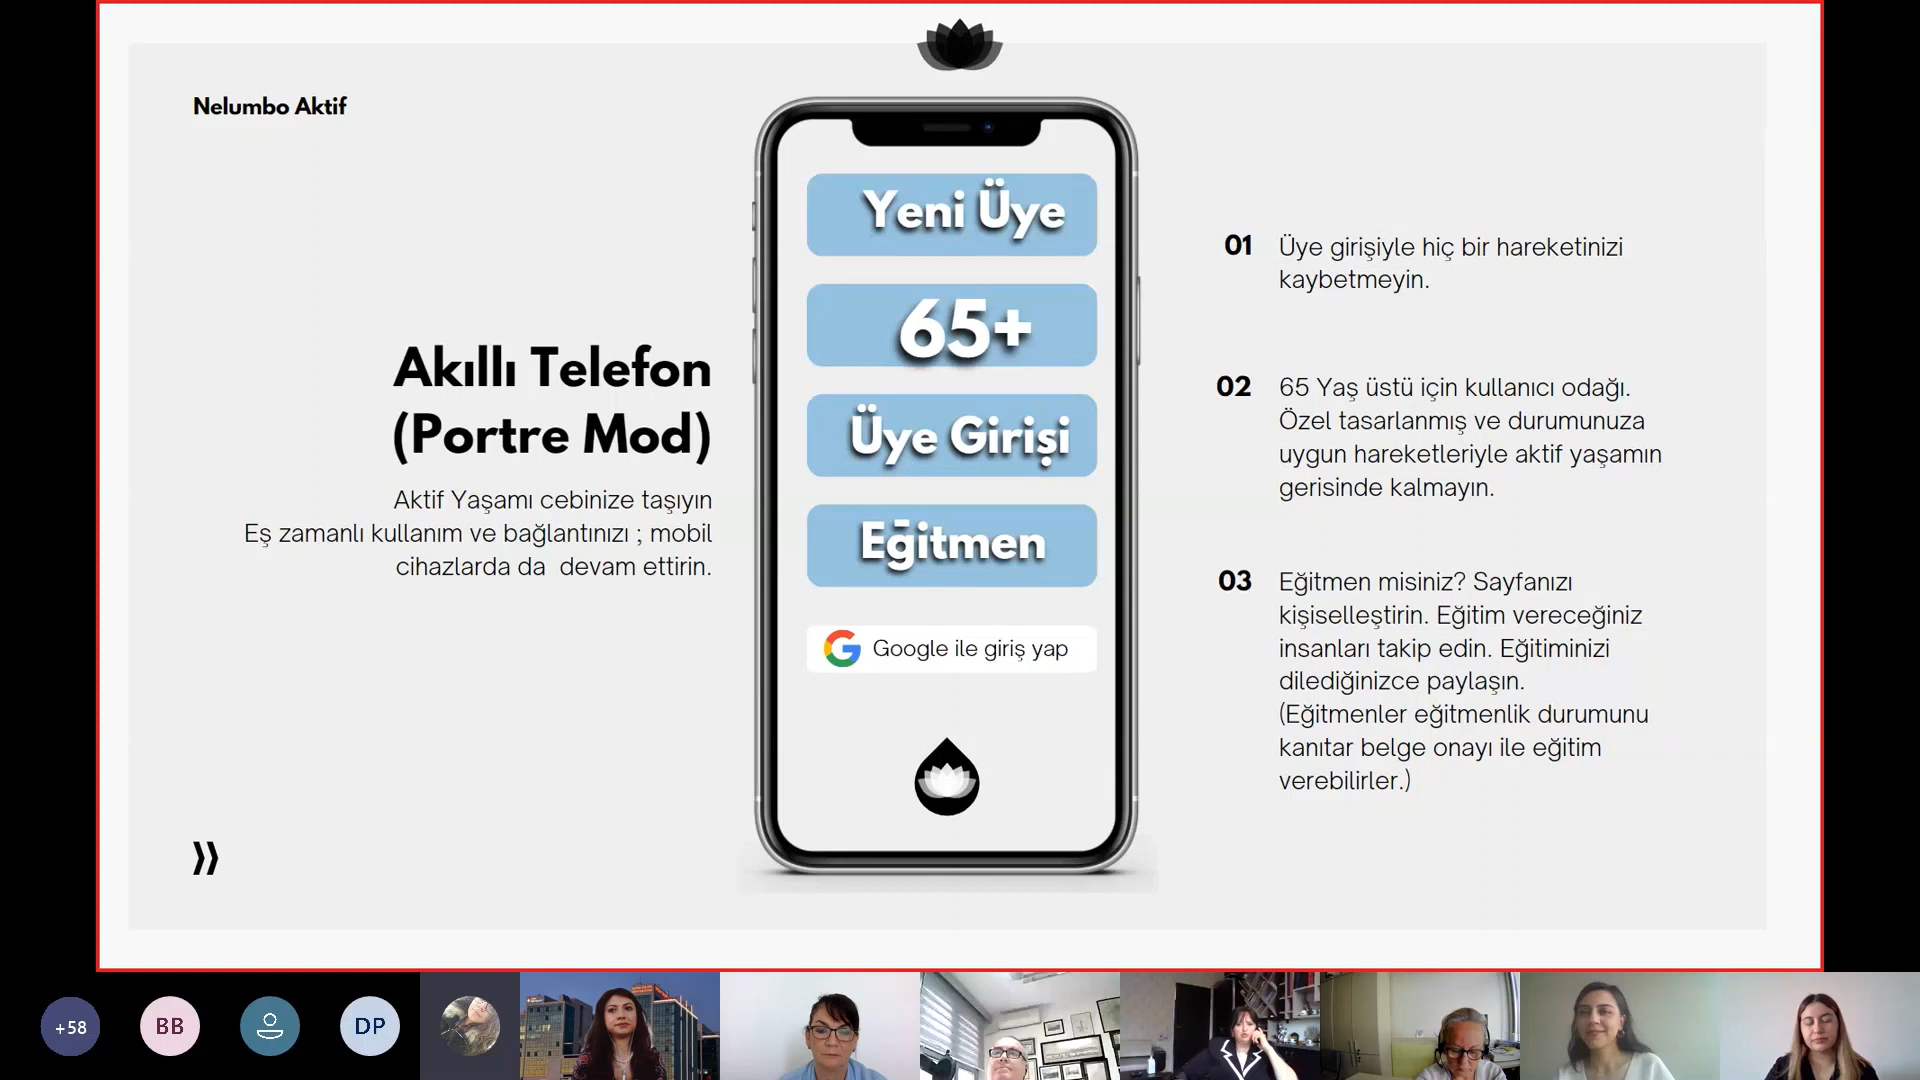 Nelumbo Aktif
Akıllı Telefon
(Portre Mod)
Aktif Yaşamı cebinize taşıyın
Eş zamanlı kullanım ve bağlantınızı ; mobil
cihazlarda da devam ettirin.
Yeni Üye
65+
Üye Girişi
Eğitmen
Google ile giriş yap
01 Üye girişiyle hiç bir hareketinizi
kaybetmeyin.
02 65 Yaş üstü için kullanıcı odağı.
Özel tasarlanmış ve durumunuza
uygun hareketleriyle aktif yaşamın
gerisinde kalmayın.
03 Eğitmen misiniz? Sayfanızı
kişiselleştirin. Eğitim vereceğiniz
insanları takip edin. Eğitiminizi
dilediğinizce paylaşın.
(Eğitmenler eğitmenlik durumunu
kanıtar belge onayı ile eğitim
verebilirler.)
+58
BB
DP